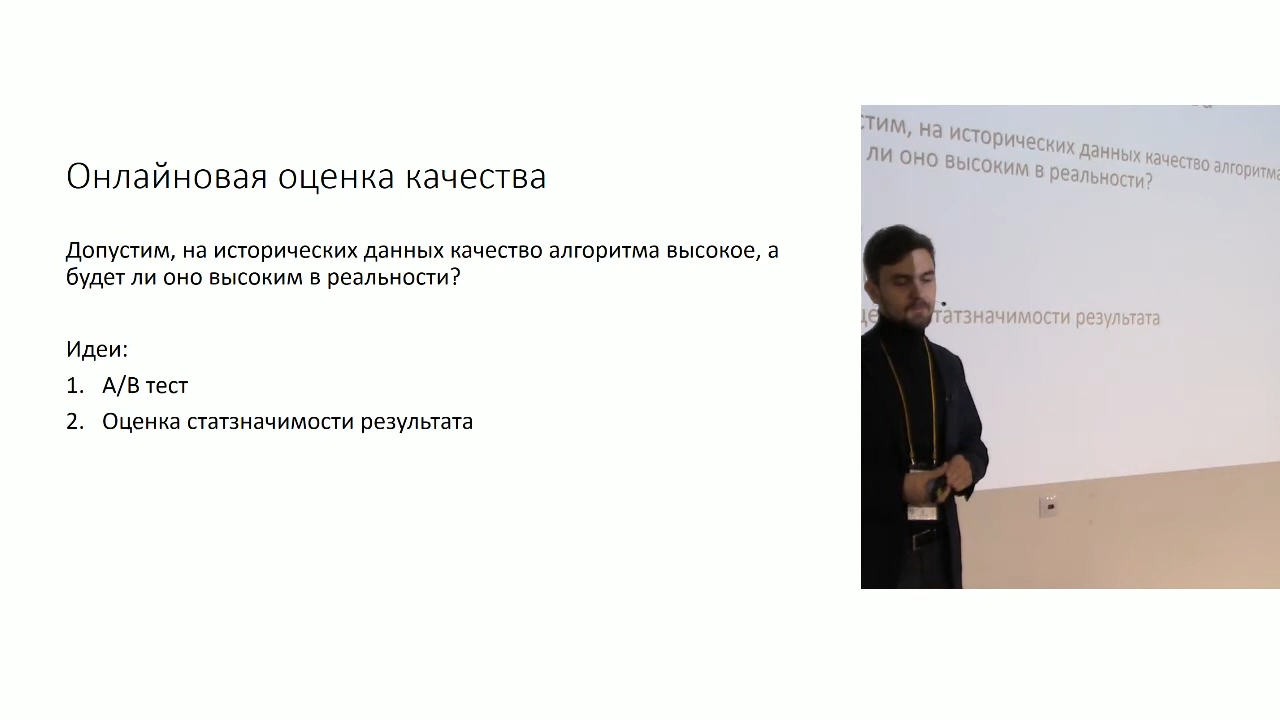 Онлайновая оценка качества
Допустим, на исторических данных качество алгоритма высокое, а
будет ли оно высоким в реальности?
Идеи:
1. A/B тест
2. Оценка статзначимости результата
стим, на исторических данных качество алгоритма
ли оно высоким в реальности?
татзначимости результата